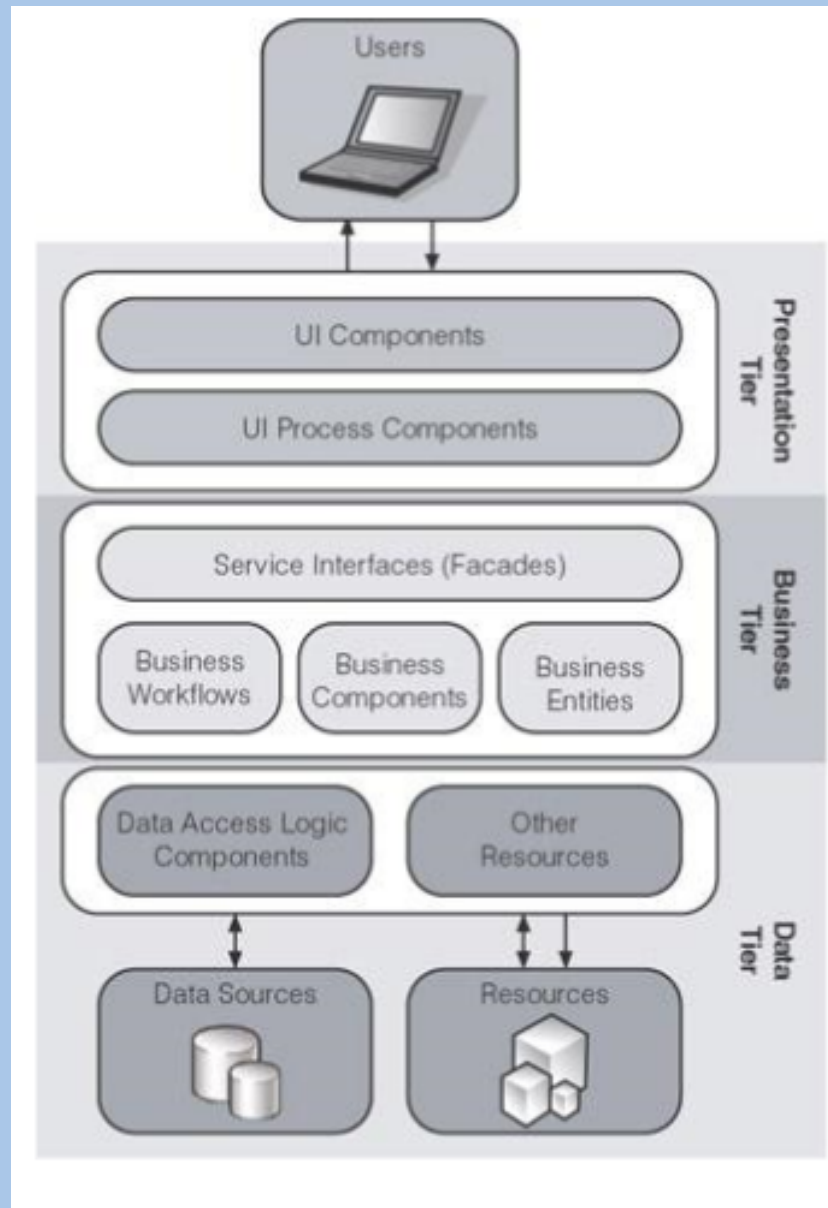 Users
UI Components
UI Process Components
Presentation
Tier
Service Interfaces (Facades)
Business
Workflows
Business
Components
Business
Entities
Business
Tier
Data Access Logic
Components
Other
Resources
Data Sources
Resources
Data
Tier